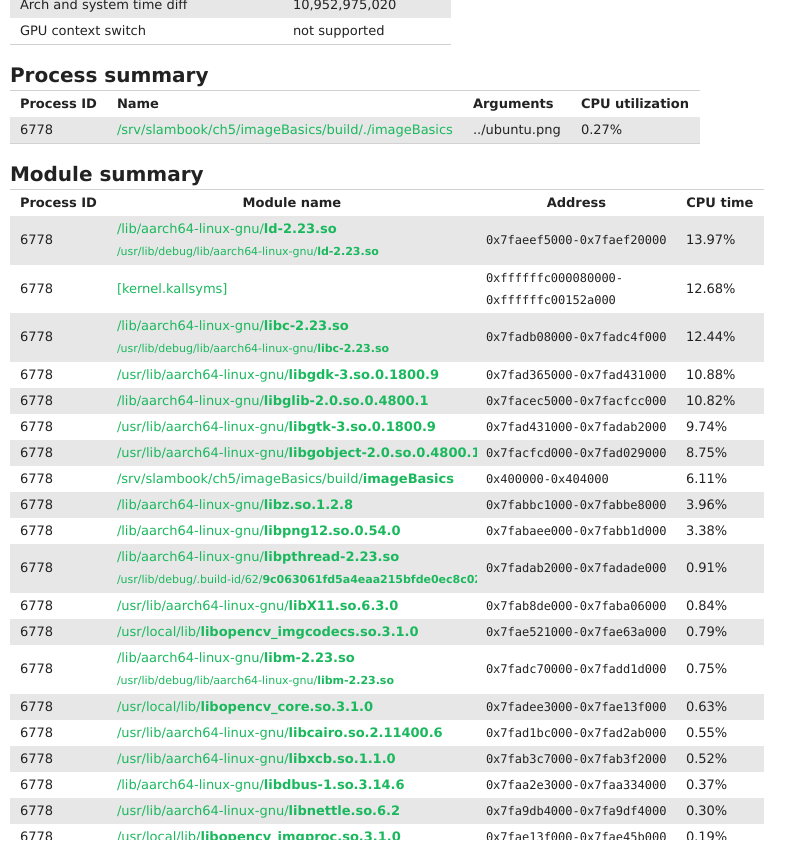 Arch and system time diff 10,952,975,020
GPU context switch not supported
Process summary
Process ID Name Arguments CPU utilization
6778 /srv/slambook/ch5/imageBasics/build/./imageBasics ../ubuntu.png 0.27%
Module summary
Process ID Module name Address CPU time
6778 /lib/aarch64-linux-gnu/ld-2.23.so 0x7faeef5000-0x7faef20000 13.97%
/usr/lib/debug/lib/aarch64-linux-gnu/ld-2.23.so
6778 [kernel.kallsyms] 0xffffffc000080000- 12.68%
0xffffffc00152a000
6778 /lib/aarch64-linux-gnu/libc-2.23.so 0x7fadb08000-0x7fadc4f000 12.44%
/usr/lib/debug/lib/aarch64-linux-gnu/libc-2.23.so
6778 /usr/lib/aarch64-linux-gnu/libgdk-3.so.0.1800.9 0x7fad365000-0x7fad431000 10.88%
6778 /lib/aarch64-linux-gnu/libglib-2.0.so.0.4800.1 0x7facec5000-0x7facfcc000 10.82%
6778 /usr/lib/aarch64-linux-gnu/libgtk-3.so.0.1800.9 0x7fad431000-0x7fadab2000 9.74%
6778 /usr/lib/aarch64-linux-gnu/libgobject-2.0.so.0.4800.1 0x7facfcd000-0x7fad029000 8.75%
6778 /srv/slambook/ch5/imageBasics/build/imageBasics 0x400000-0x404000 6.11%
6778 /lib/aarch64-linux-gnu/libz.so.1.2.8 0x7fabbc1000-0x7fabbe8000 3.96%
6778 /lib/aarch64-linux-gnu/libpng12.so.0.54.0 0x7fabaee000-0x7fabb1d000 3.38%
6778 /lib/aarch64-linux-gnu/libpthread-2.23.so 0x7fadab2000-0x7fadade000 0.91%
/usr/lib/debug/.build-id/62/9c063061fd5a4eaa215bfde0ec8c02
6778 /usr/lib/aarch64-linux-gnu/libX11.so.6.3.0 0x7fab8de000-0x7faba06000 0.84%
6778 /usr/local/lib/libopencv_imgcodecs.so.3.1.0 0x7fae521000-0x7fae63a000 0.79%
6778 /lib/aarch64-linux-gnu/libm-2.23.so 0x7fadc70000-0x7fadd1d000 0.75%
/usr/lib/debug/lib/aarch64-linux-gnu/libm-2.23.so
6778 /usr/local/lib/libopencv_core.so.3.1.0 0x7fadee3000-0x7fae13f000 0.63%
6778 /usr/lib/aarch64-linux-gnu/libcairo.so.2.11400.6 0x7fad1bc000-0x7fad2ab000 0.55%
6778 /usr/lib/aarch64-linux-gnu/libxcb.so.1.1.0 0x7fab3c7000-0x7fab3f2000 0.52%
6778 /lib/aarch64-linux-gnu/libdbus-1.so.3.14.6 0x7faa2e3000-0x7faa334000 0.37%
6778 /usr/lib/aarch64-linux-gnu/libnettle.so.6.2 0x7fa9db4000-0x7fa9df4000 0.30%
6778 /usr/local/lib/libopencv_imgproc.so.3.1.0 0x7fae13f000-0x7fae45b000 0.19%